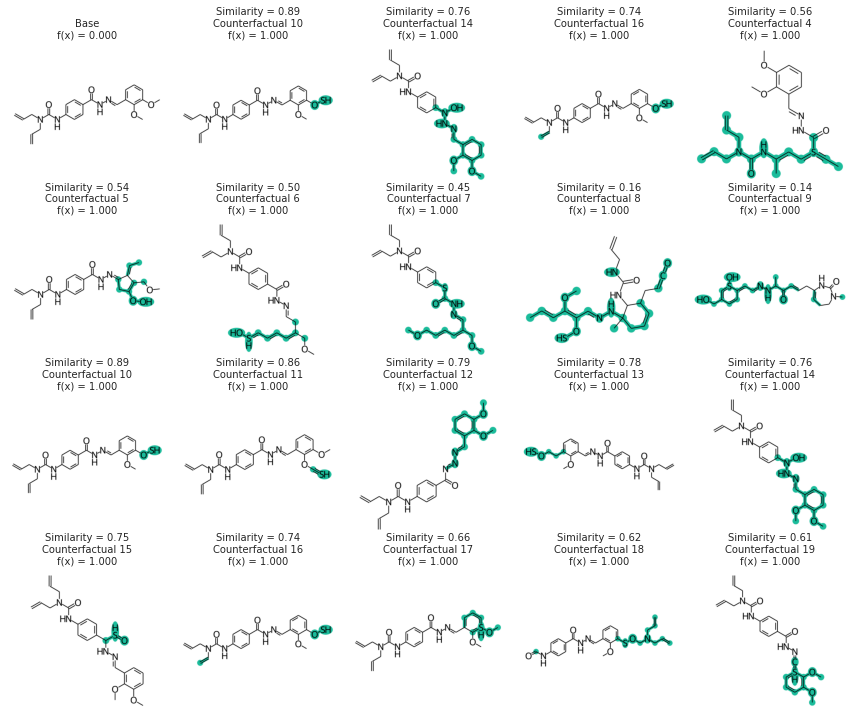 Base
f(x) = 0.000
Similarity = 0.89
Counterfactual 10
f(x) = 1.000
Similarity = 0.76
Counterfactual 14
f(x) = 1.000
Similarity = 0.74
Counterfactual 16
f(x) = 1.000
Similarity = 0.56
Counterfactual 4
f(x) = 1.000
Similarity = 0.54
Counterfactual 5
f(x) = 1.000
Similarity = 0.50
Counterfactual 6
f(x) = 1.000
Similarity = 0.45
Counterfactual 7
f(x) = 1.000
Similarity = 0.16
Counterfactual 8
f(x) = 1.000
Similarity = 0.14
Counterfactual 9
f(x) = 1.000
Similarity = 0.89
Counterfactual 10
f(x) = 1.000
Similarity = 0.86
Counterfactual 11
f(x) = 1.000
Similarity = 0.79
Counterfactual 12
f(x) = 1.000
Similarity = 0.78
Counterfactual 13
f(x) = 1.000
Similarity = 0.76
Counterfactual 14
f(x) = 1.000
Similarity = 0.75
Counterfactual 15
f(x) = 1.000
Similarity = 0.74
Counterfactual 16
f(x) = 1.000
Similarity = 0.66
Counterfactual 17
f(x) = 1.000
Similarity = 0.62
Counterfactual 18
f(x) = 1.000
Similarity = 0.61
Counterfactual 19
f(x) = 1.000